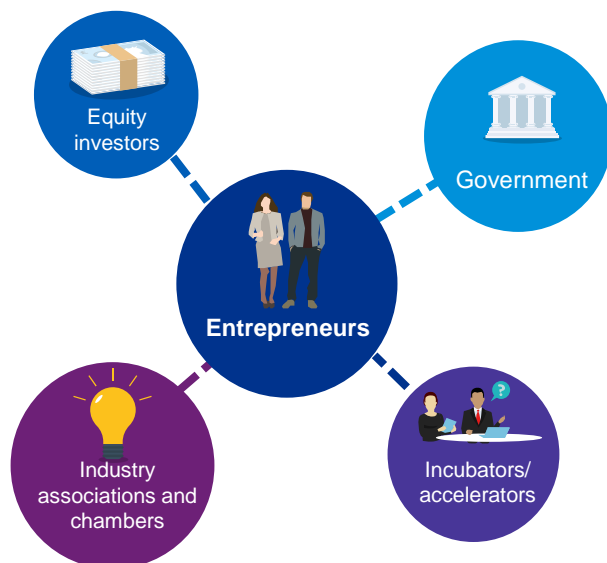 Equity
investors
Government
Entrepreneurs
Industry
associations and
chambers
?
Incubators/
accelerators